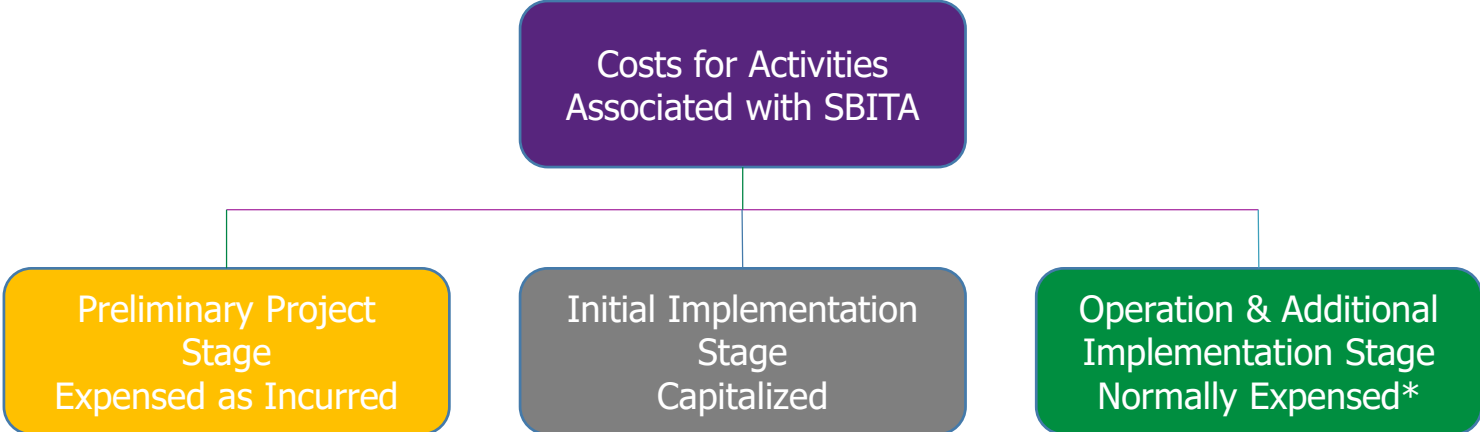 Costs for Activities
Associated with SBITA
Preliminary Project
Stage
Expensed as Incurred
Initial Implementation
Stage
Capitalized
Operation & Additional
Implementation Stage
Normally Expensed*